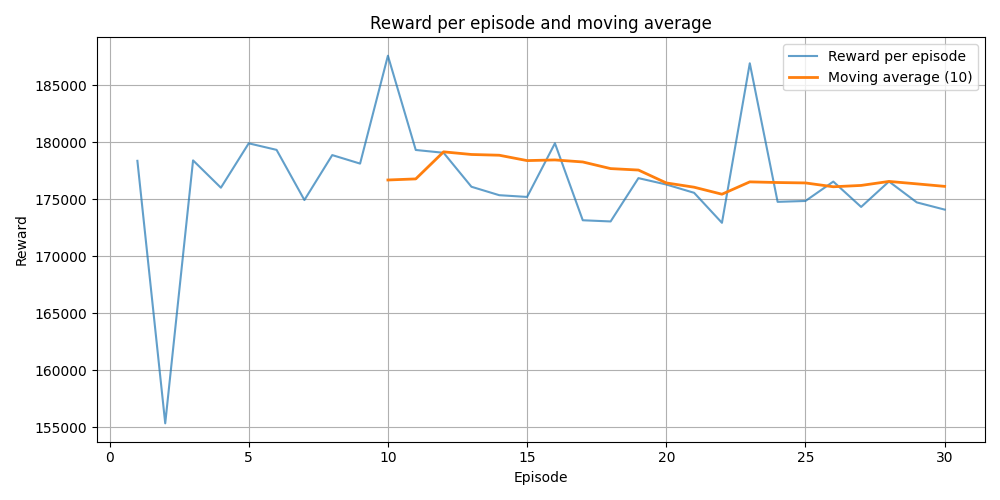 Reward per episode and moving average
Reward per episode
Moving average (10)
185000
180000
175000
170000
165000
160000
155000
Reward
0 5 10 15 20 25 30
Episode